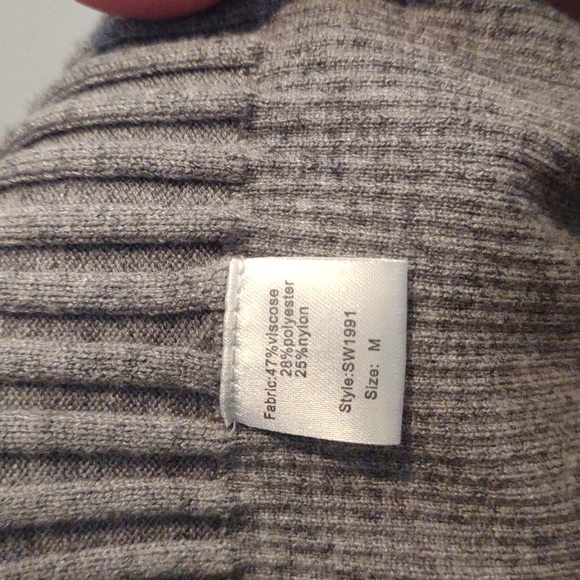 Fabric:47%viscose
28%polyester
25%nylon
Style:SW1991
Size: M